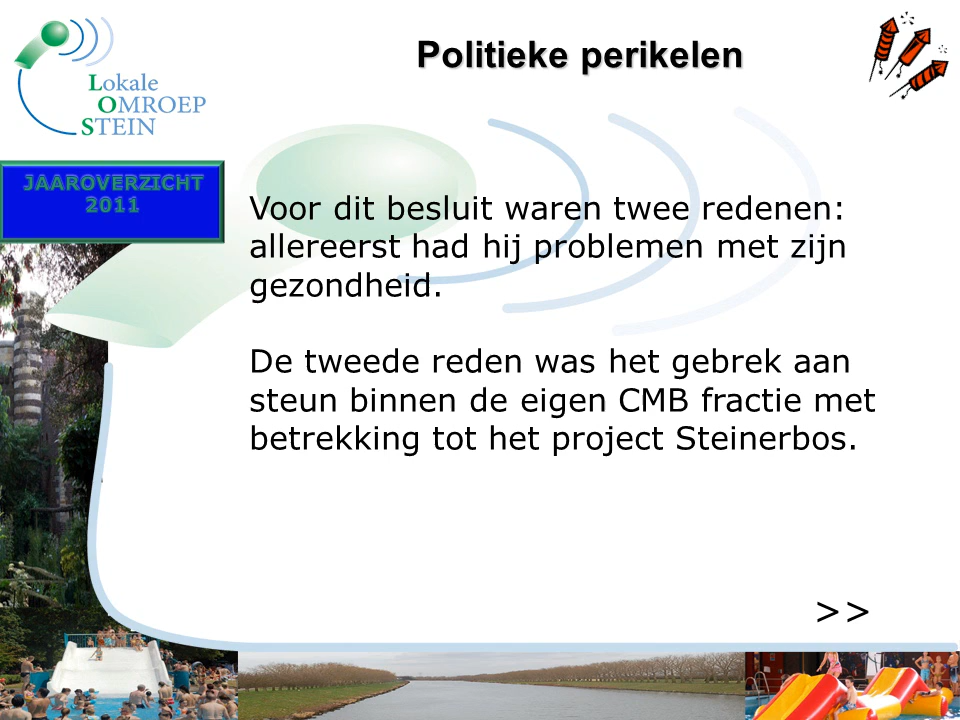 Politieke perikelen
Lokale
OMROEP
STEIN
JAAROVERZICHT
2011
Voor dit besluit waren twee redenen:
allereerst had hij problemen met zijn
gezondheid.
De tweede reden was het gebrek aan
steun binnen de eigen CMB fractie met
betrekking tot het project Steinerbos.
>>